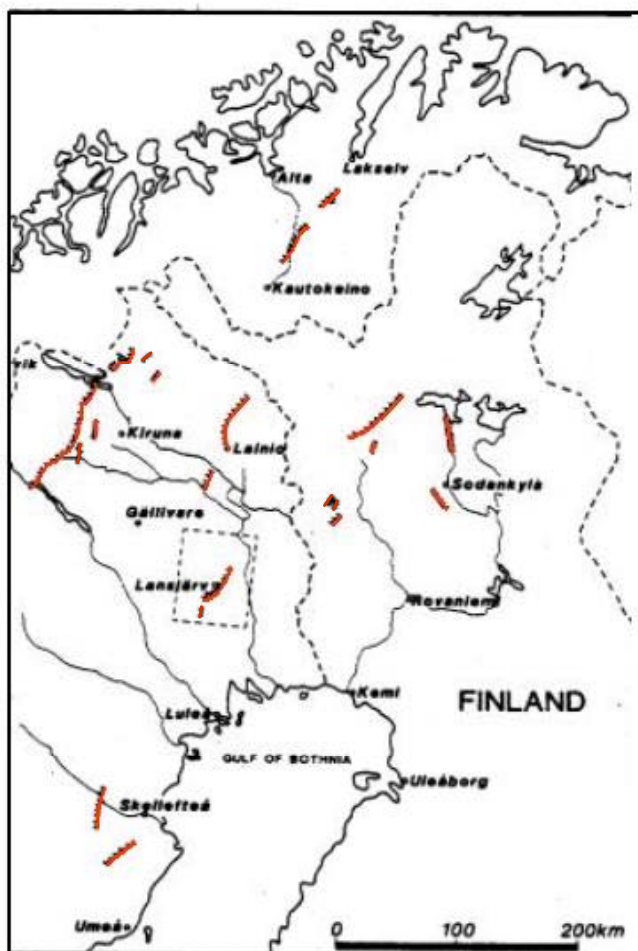 Lakselv
Alta
Kautokeino
vik
Kiruna
Lainio
Sodankylä
Gällivare
Lansjärv
Rovaniemi
Kemi
FINLAND
Luleå
GULF OF BOTHNIA
Uleåborg
Skellefteå
Umeå
0 100 200km